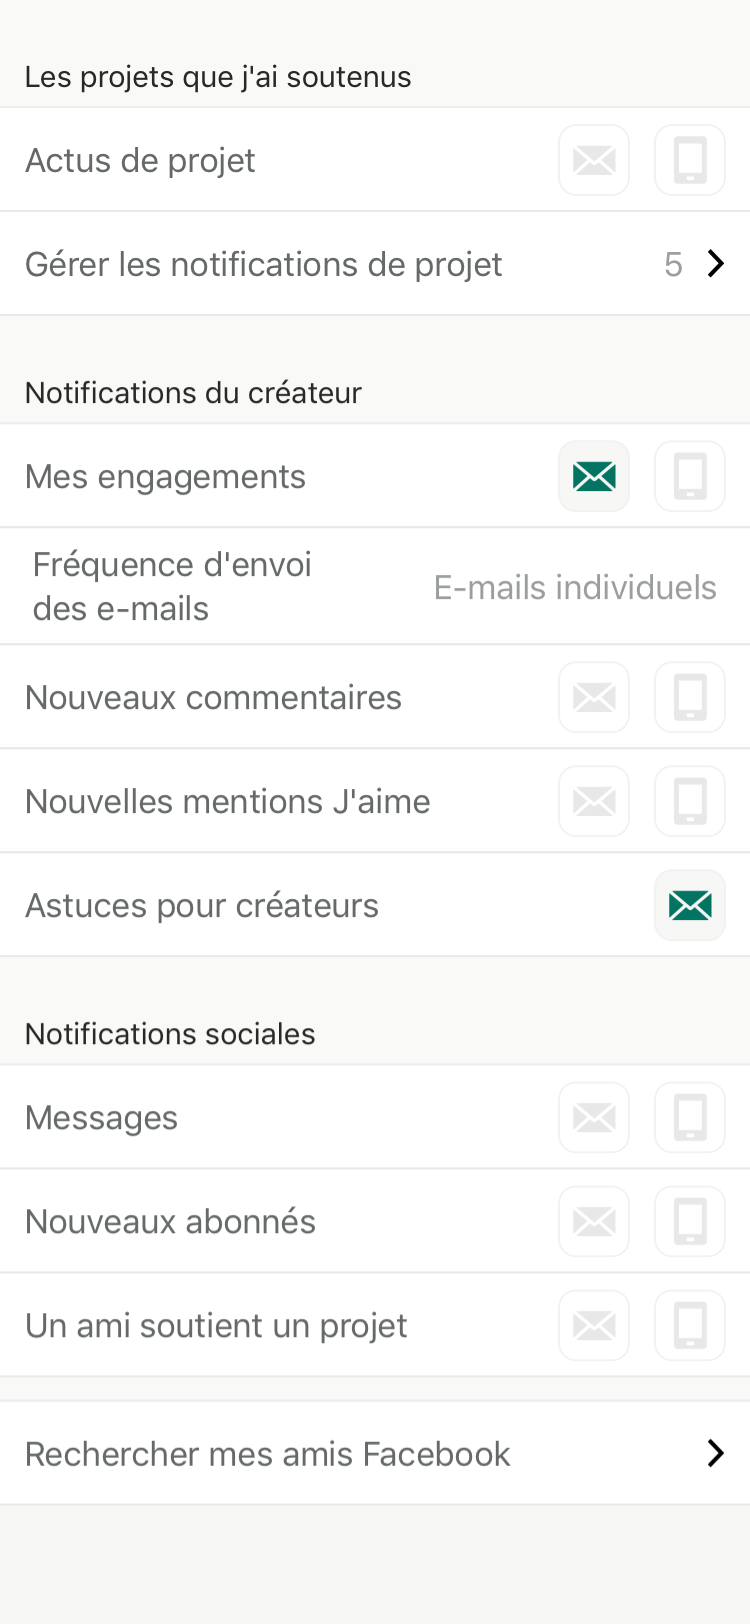 Les projets que j'ai soutenus
Actus de projet
Gérer les notifications de projet 5
Notifications du créateur
Mes engagements
Fréquence d'envoi
des e-mails
E-mails individuels
Nouveaux commentaires
Nouvelles mentions J'aime
Astuces pour créateurs
Notifications sociales
Messages
Nouveaux abonnés
Un ami soutient un projet
Rechercher mes amis Facebook